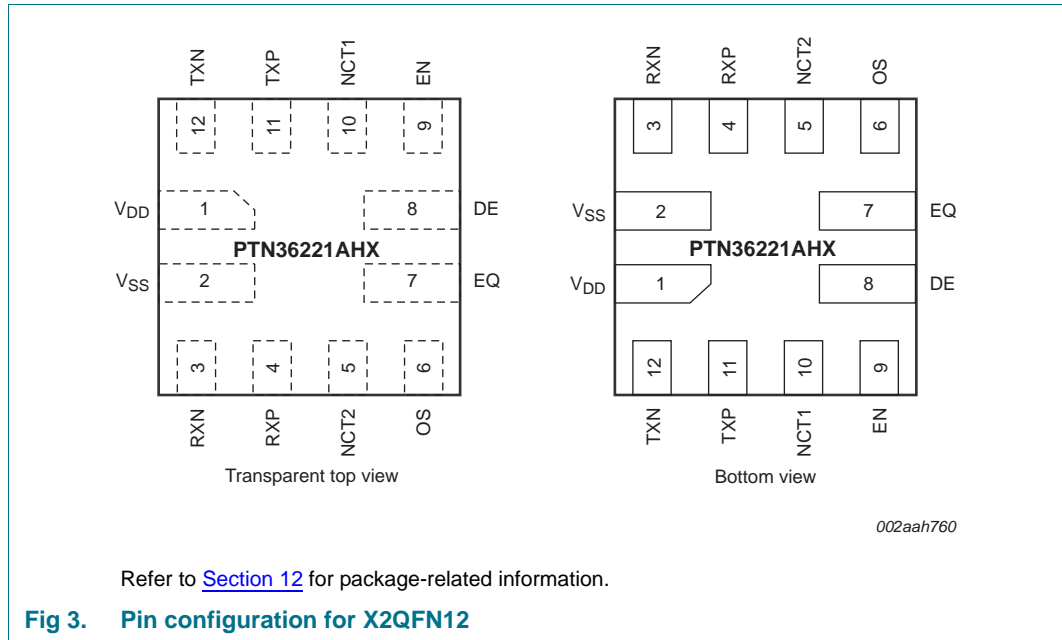 TXN TXP NCT1 EN
12 11 10 9
VDD 1 8 DE
PTN36221AHX
VSS 2 7 EQ
3 4 5 6
RXN RXP NCT2 OS
Transparent top view
RXN RXP NCT2 OS
3 4 5 6
VSS 2 7 EQ
PTN36221AHX
VDD 1 8 DE
12 11 10 9
TXN TXP NCT1 EN
Bottom view
002aah760
Refer to Section 12 for package-related information.
Fig 3. Pin configuration for X2QFN12